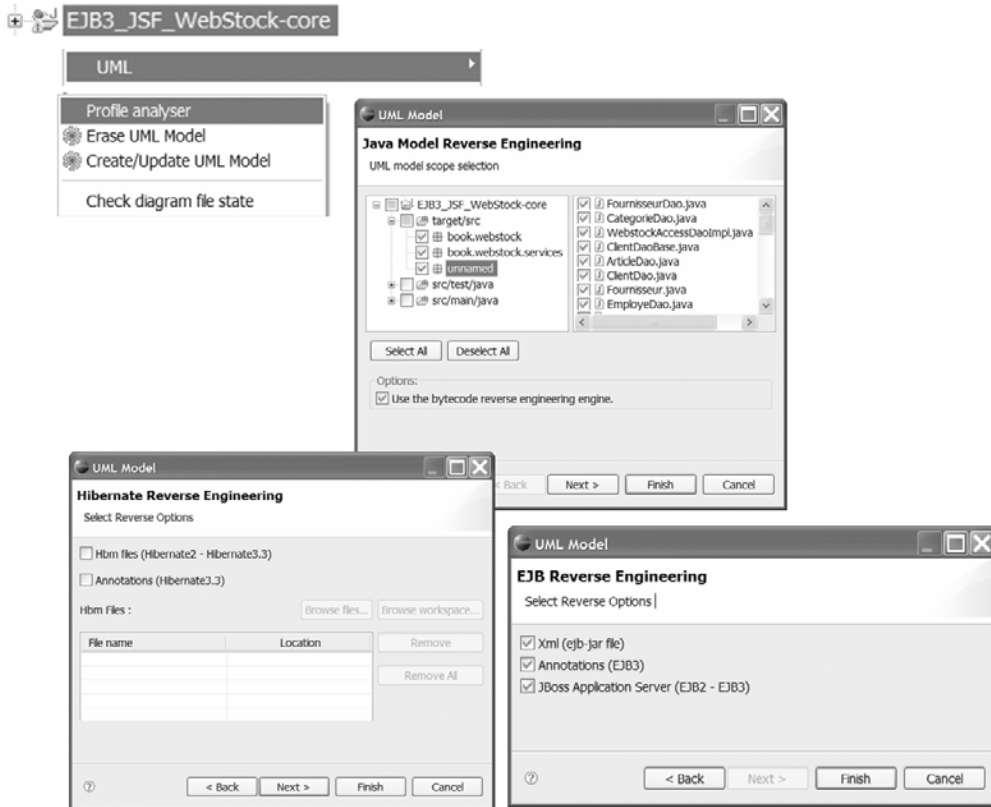 EJB3_JSF_WebStock-core
UML
Profile analyser
Erase UML Model
Create/Update UML Model
Check diagram file state
UML Model
Java Model Reverse Engineering
UML model scope selection
EJB3_JSF_WebStock-core
target/src
book.webstock
book.webstock.services
unnamed
src/test/java
src/main/java
FournisseurDao.java
CategorieDao.java
WebstockAccessDaoImpl.java
ClientDaoBase.java
ArticleDao.java
ClientDao.java
Fournisseur.java
EmployeDao.java
Select All Deselect All
Options:
Use the bytecode reverse engineering engine.
< Back Next > Finish Cancel
UML Model
Hibernate Reverse Engineering
Select Reverse Options
Hbm files (Hibernate2 - Hibernate3.3)
Annotations (Hibernate3.3)
Hbm Files : Browse files... Browse workspace...
File name Location Remove
Remove All
? < Back Next > Finish Cancel
UML Model
EJB Reverse Engineering
Select Reverse Options
Xml (ejb-jar file)
Annotations (EJB3)
JBoss Application Server (EJB2 - EJB3)
? < Back Next > Finish Cancel